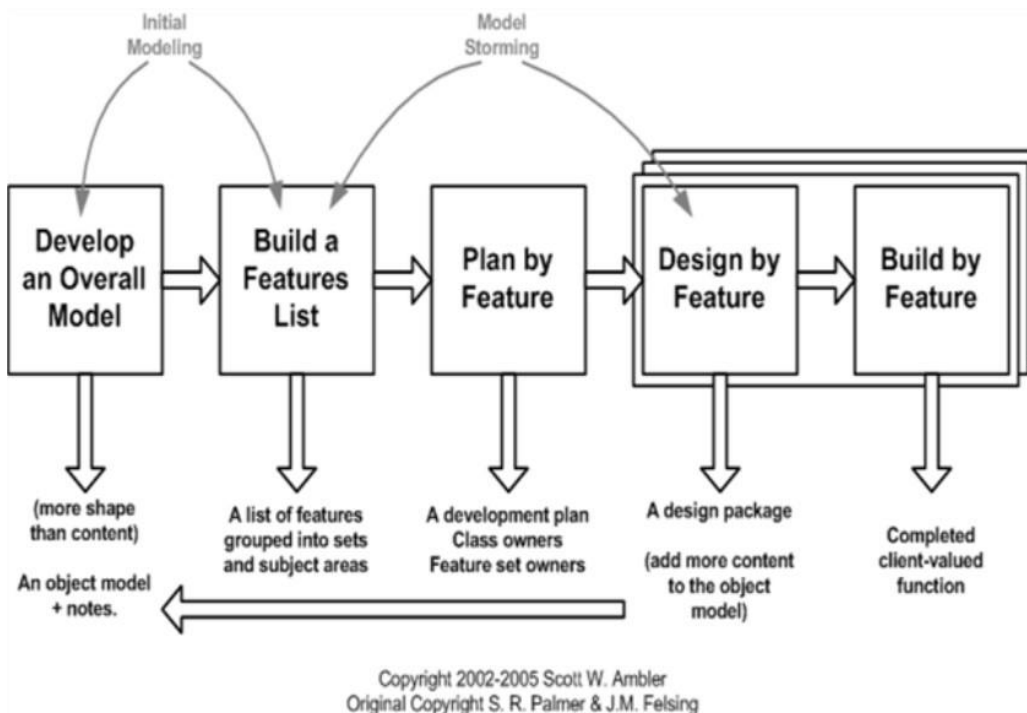 Initial
Modeling
Model
Storming
Develop
an Overall
Model
Build a
Features
List
Plan by
Feature
Design by
Feature
Build by
Feature
(more shape
than content)
An object model
+ notes.
A list of features
grouped into sets
and subject areas
A development plan
Class owners
Feature set owners
A design package
(add more content
to the object
model)
Completed
client-valued
function
Copyright 2002-2005 Scott W. Ambler
Original Copyright S. R. Palmer & J.M. Felsing